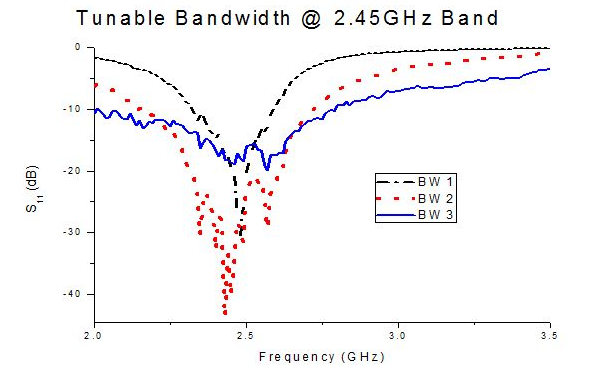 Tunable Bandwidth @ 2.45GHz Band
0
-10
-20
-30
-40
S11 (dB)
BW 1
BW 2
BW 3
2.0
2.5
3.0
3.5
Frequency (GHz)